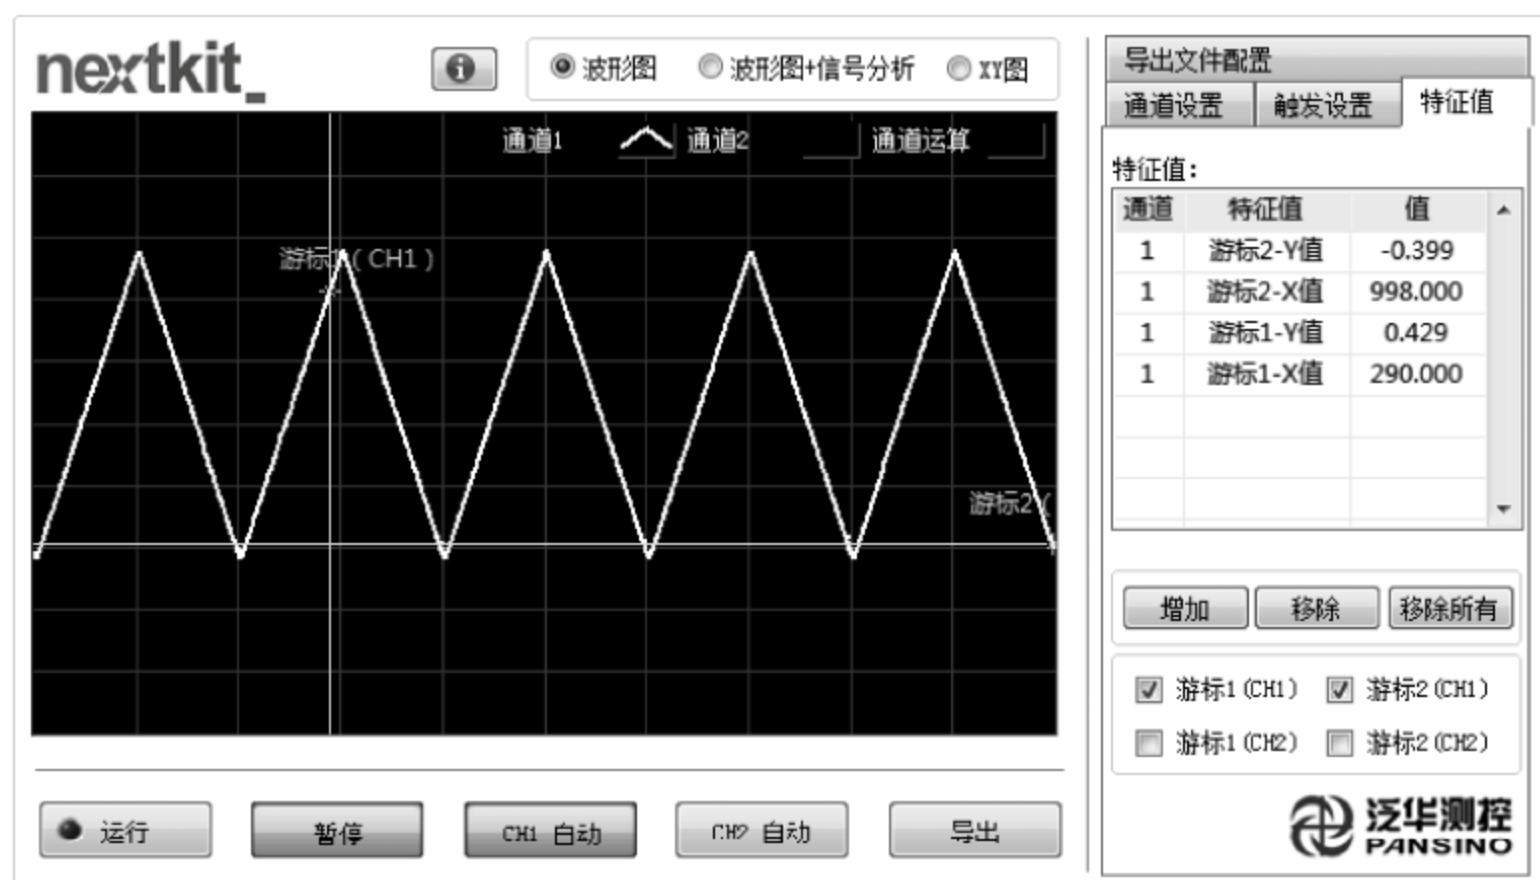 nextkit_
波形图 波形图+信号分析 XY图
通道1 通道2 通道运算
游标1（CH1）
游标2（
运行 暂停 CH1 自动 CH2 自动 导出
导出文件配置
通道设置 触发设置 特征值
特征值:
通道 特征值 值
1 游标2-Y值 -0.399
1 游标2-X值 998.000
1 游标1-Y值 0.429
1 游标1-X值 290.000
增加 移除 移除所有
游标1(CH1) 游标2(CH1)
游标1(CH2) 游标2(CH2)
泛华测控
PANSINO